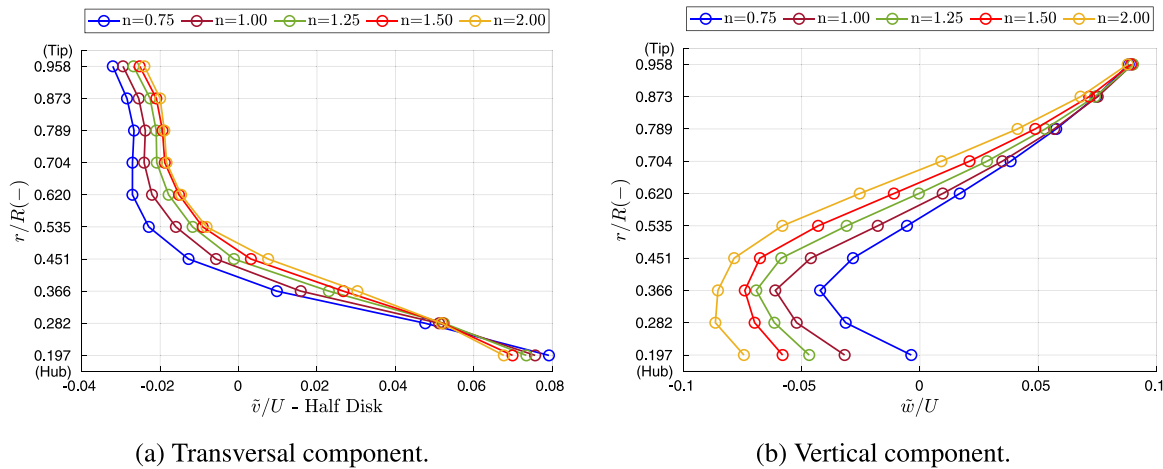 n=0.75 n=1.00 n=1.25 n=1.50 n=2.00
(Tip)
0.958
0.873
0.789
0.704
0.620
0.535
0.451
0.366
0.282
0.197
(Hub)
r/R(−)
-0.04 -0.02 0 0.02 0.04 0.06 0.08
ṽ/U - Half Disk
(a) Transversal component.
n=0.75 n=1.00 n=1.25 n=1.50 n=2.00
(Tip)
0.958
0.873
0.789
0.704
0.620
0.535
0.451
0.366
0.282
0.197
(Hub)
r/R(−)
-0.1 -0.05 0 0.05 0.1
w̃/U
(b) Vertical component.